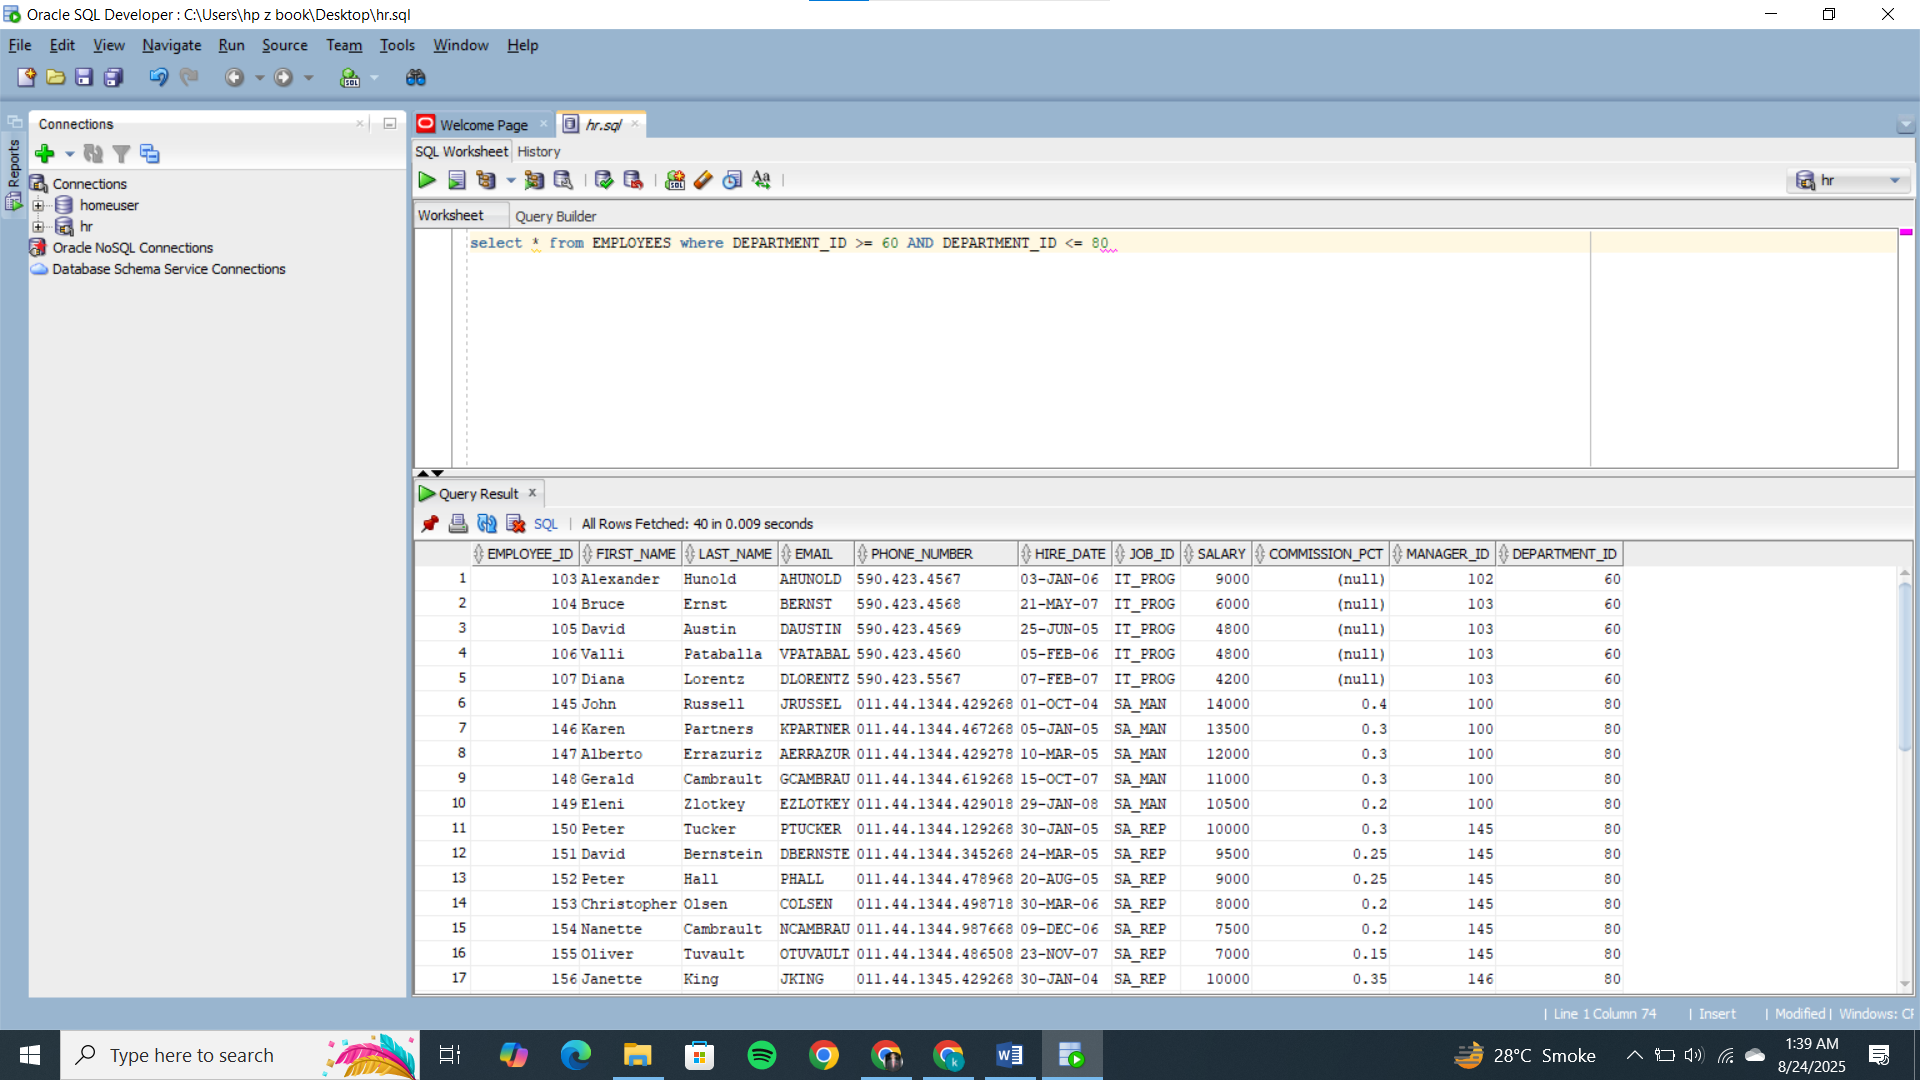 Oracle SQL Developer : C:\Users\hp z book\Desktop\hr.sql
File Edit View Navigate Run Source Team Tools Window Help
Connections
Reports
Connections
homeuser
hr
Oracle NoSQL Connections
Database Schema Service Connections
Welcome Page hr.sql
SQL Worksheet History
hr
Worksheet Query Builder
select * from EMPLOYEES where DEPARTMENT_ID >= 60 AND DEPARTMENT_ID <= 80
Query Result
SQL | All Rows Fetched: 40 in 0.009 seconds
EMPLOYEE_ID FIRST_NAME LAST_NAME EMAIL PHONE_NUMBER HIRE_DATE JOB_ID SALARY COMMISSION_PCT MANAGER_ID DEPARTMENT_ID
1 103 Alexander Hunold AHUNOLD 590.423.4567 03-JAN-06 IT_PROG 9000 (null) 102 60
2 104 Bruce Ernst BERNST 590.423.4568 21-MAY-07 IT_PROG 6000 (null) 103 60
3 105 David Austin DAUSTIN 590.423.4569 25-JUN-05 IT_PROG 4800 (null) 103 60
4 106 Valli Pataballa VPATABAL 590.423.4560 05-FEB-06 IT_PROG 4800 (null) 103 60
5 107 Diana Lorentz DLORENTZ 590.423.5567 07-FEB-07 IT_PROG 4200 (null) 103 60
6 145 John Russell JRUSSEL 011.44.1344.429268 01-OCT-04 SA_MAN 14000 0.4 100 80
7 146 Karen Partners KPARTNER 011.44.1344.467268 05-JAN-05 SA_MAN 13500 0.3 100 80
8 147 Alberto Errazuriz AERRAZUR 011.44.1344.429278 10-MAR-05 SA_MAN 12000 0.3 100 80
9 148 Gerald Cambrault GCAMBRAU 011.44.1344.619268 15-OCT-07 SA_MAN 11000 0.3 100 80
10 149 Eleni Zlotkey EZLOTKEY 011.44.1344.429018 29-JAN-08 SA_MAN 10500 0.2 100 80
11 150 Peter Tucker PTUCKER 011.44.1344.129268 30-JAN-05 SA_REP 10000 0.3 145 80
12 151 David Bernstein DBERNSTE 011.44.1344.345268 24-MAR-05 SA_REP 9500 0.25 145 80
13 152 Peter Hall PHALL 011.44.1344.478968 20-AUG-05 SA_REP 9000 0.25 145 80
14 153 Christopher Olsen COLSEN 011.44.1344.498718 30-MAR-06 SA_REP 8000 0.2 145 80
15 154 Nanette Cambrault NCAMBRAU 011.44.1344.987668 09-DEC-06 SA_REP 7500 0.2 145 80
16 155 Oliver Tuvault OTUVAULT 011.44.1344.486508 23-NOV-07 SA_REP 7000 0.15 145 80
17 156 Janette King JKING 011.44.1345.429268 30-JAN-04 SA_REP 10000 0.35 146 80
| Line 1 Column 74 | Insert | Modified | Windows: CF
Type here to search
28°C Smoke
1:39 AM
8/24/2025